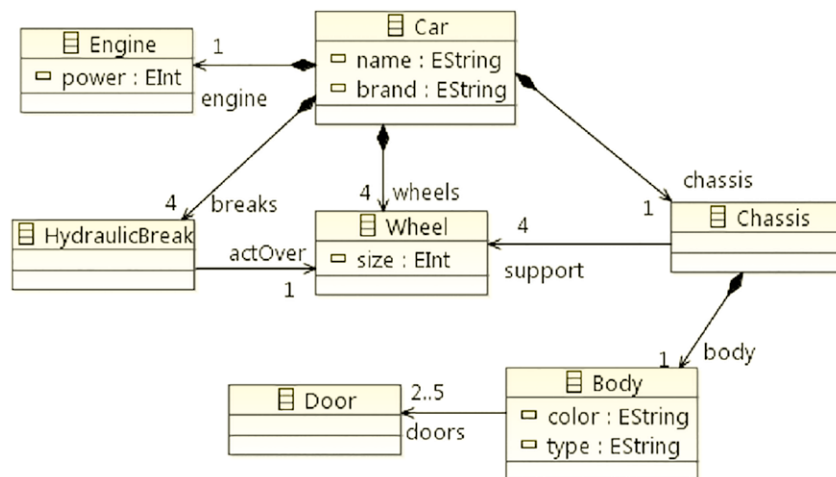 Engine
power : EInt
1
engine
Car
name : EString
brand : EString
4
breaks
4
wheels
chassis
1
HydraulicBreak
actOver
1
Wheel
size : EInt
4
support
Chassis
1
body
Door
2..5
doors
Body
color : EString
type : EString